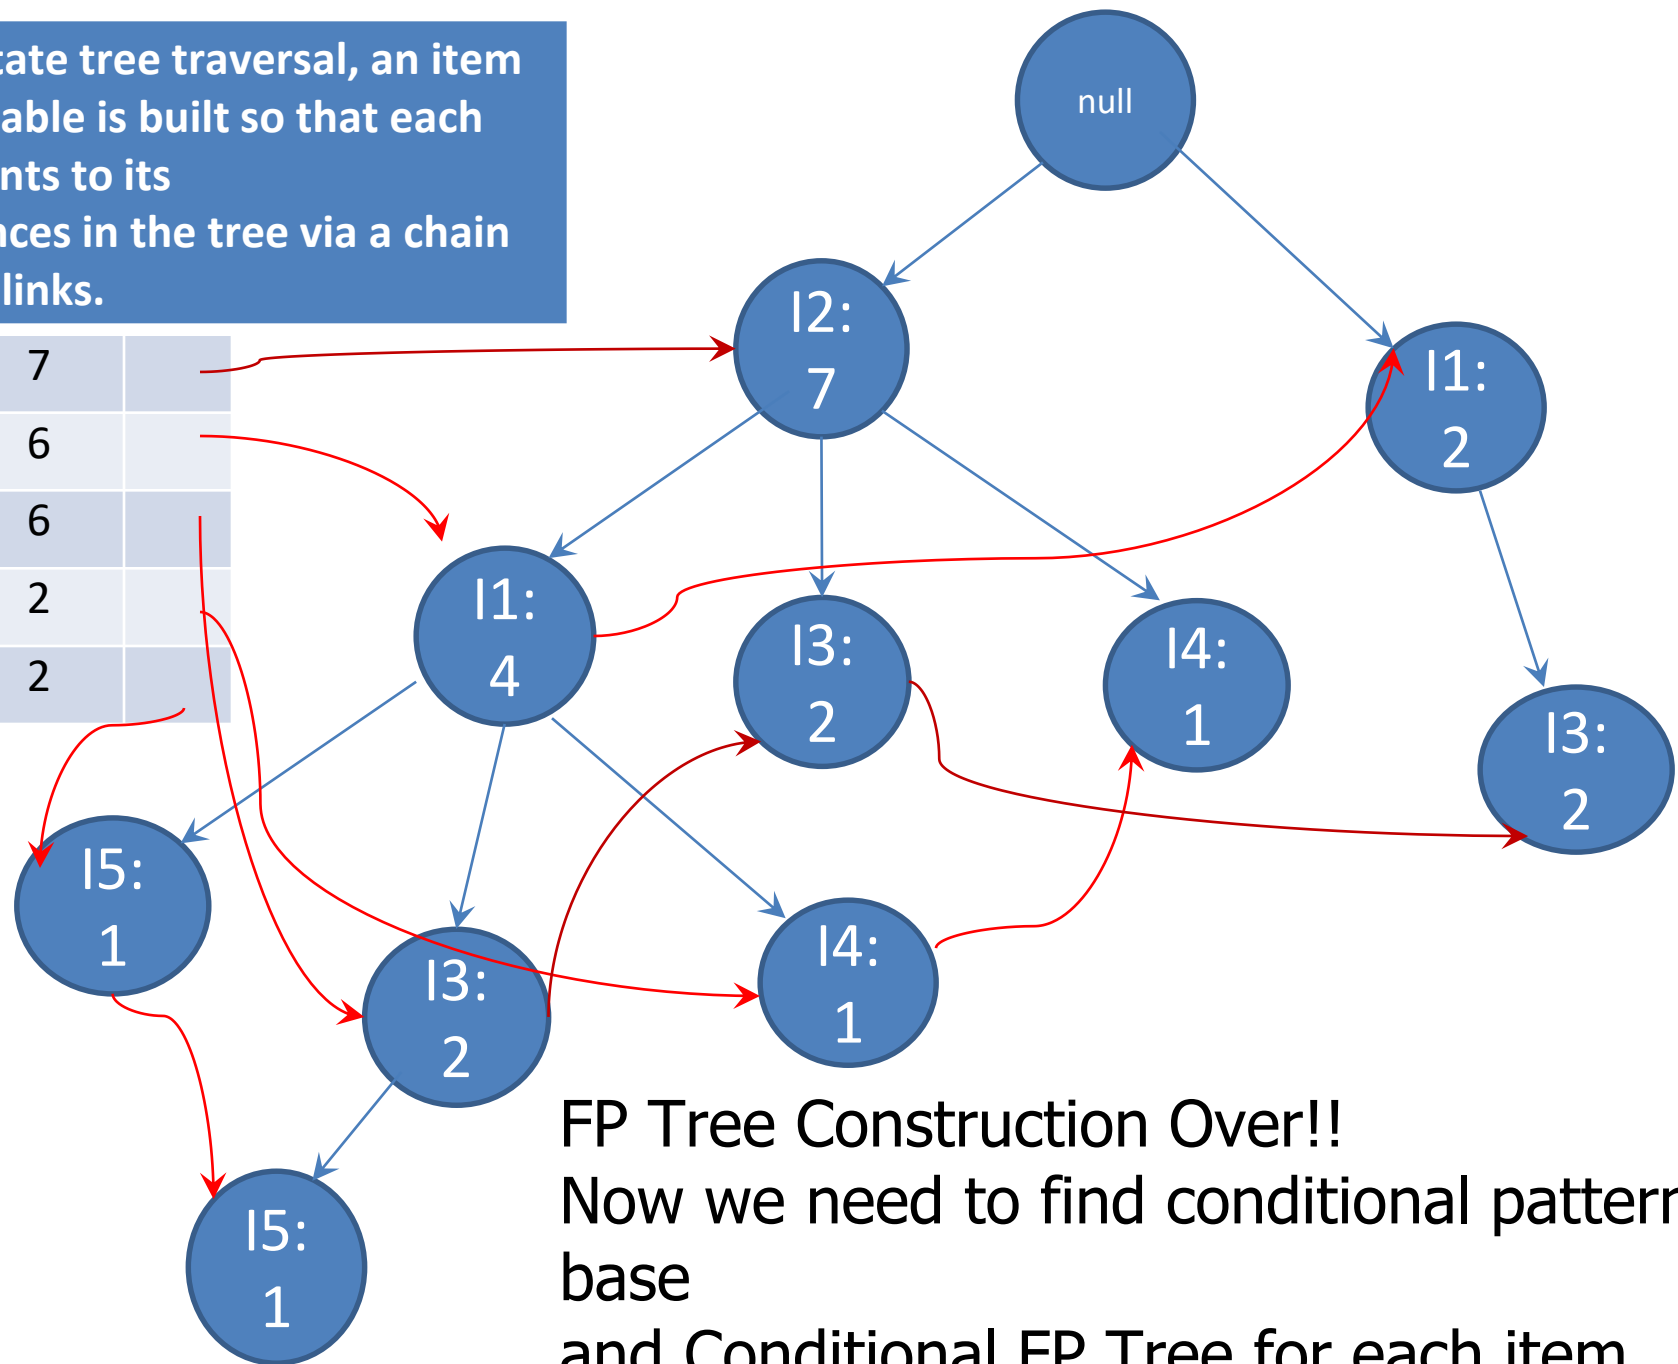 tate tree traversal, an item
able is built so that each
nts to its
nces in the tree via a chain
links.
7
6
6
2
2
null
I2:
7
I1:
2
I1:
4
I3:
2
I4:
1
I3:
2
I5:
1
I3:
2
I4:
1
I5:
1
FP Tree Construction Over!!
Now we need to find conditional pattern
base
and Conditional FP Tree for each item